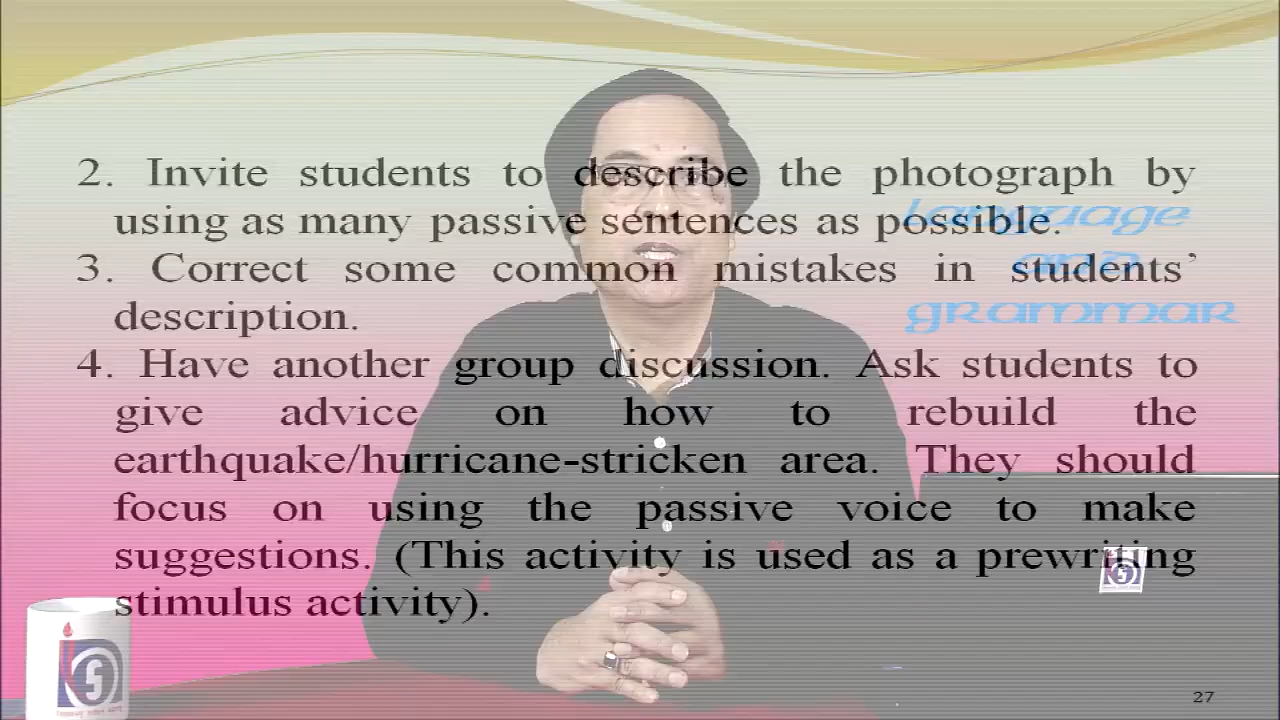 2. Invite students to describe the photograph by
using as many passive sentences as possible.
Language
and
3. Correct some common mistakes in students'
description.
grammar
4. Have another group discussion. Ask students to
give advice on how to rebuild the
earthquake/hurricane-stricken area. They should
focus on using the passive voice to make
suggestions. (This activity is used as a prewriting
stimulus activity).
27